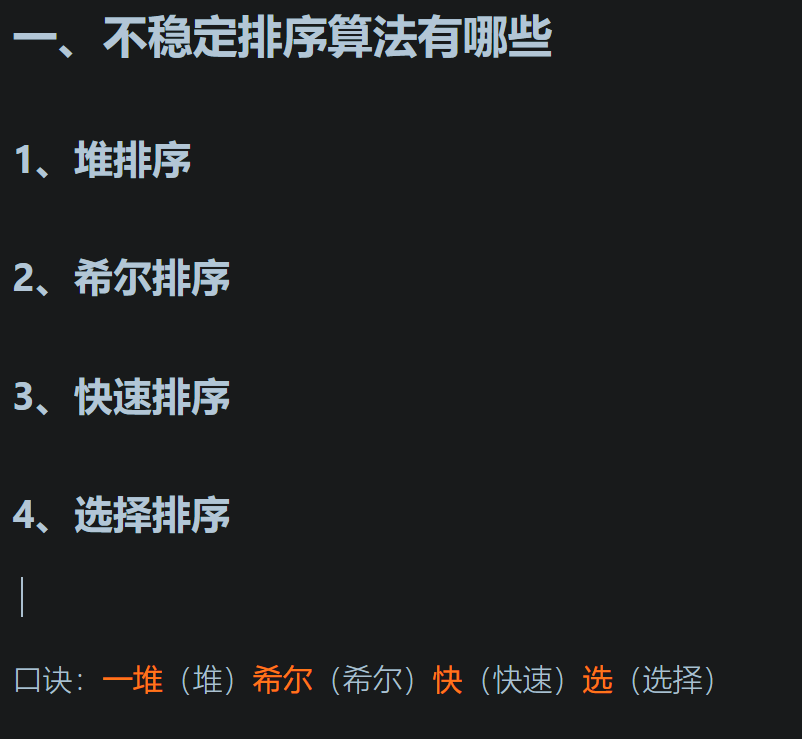 一、不稳定排序算法有哪些
1、堆排序
2、希尔排序
3、快速排序
4、选择排序
口诀：一堆（堆）希尔（希尔）快（快速）选（选择）